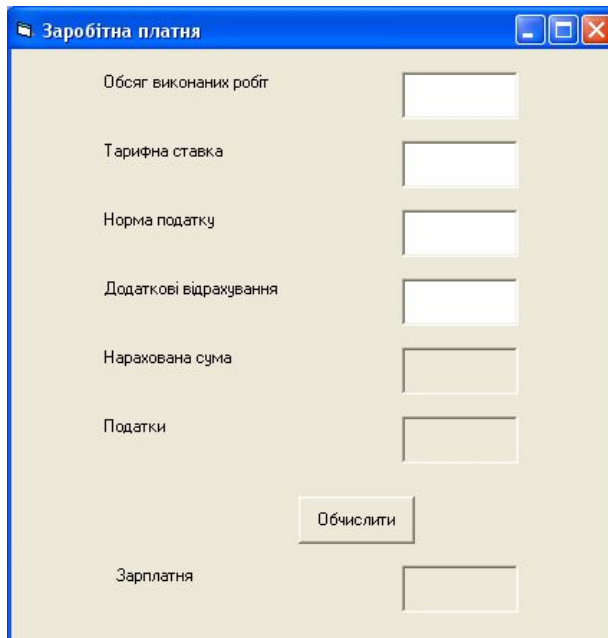 Заробітна платня
Обсяг виконаних робіт
Тарифна ставка
Норма податку
Додаткові відрахування
Нарахована сума
Податки
Обчислити
Зарплатня